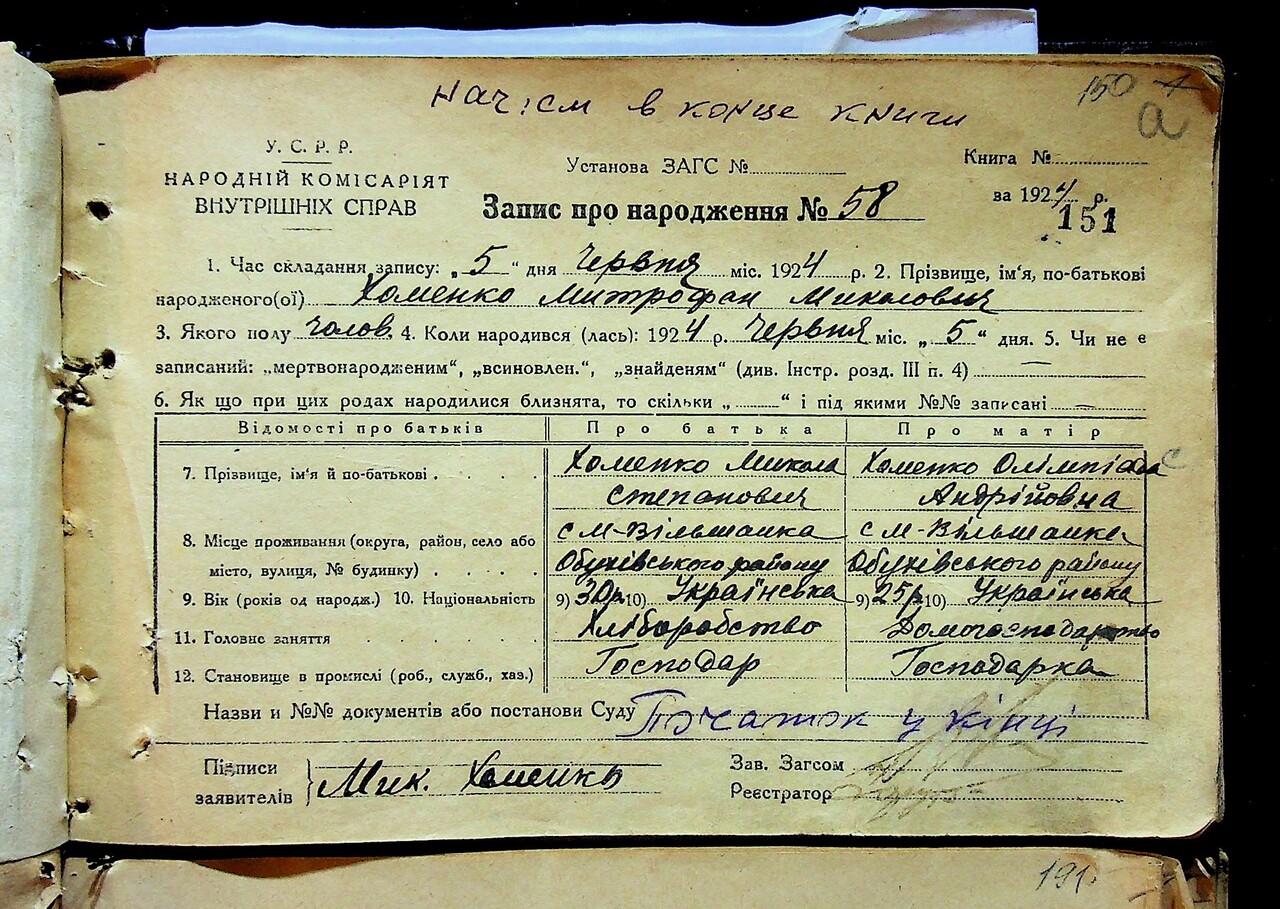 150 а
начiєм в конце книги
У. С. Р. Р.
НАРОДНІЙ КОМІСАРІЯТ
ВНУТРІШНІХ СПРАВ
Установа ЗАГС №
Книга №
Запис про народження № 58
за 1924 р.
151
1. Час складання запису: „5“ дня Червня міс. 1924 р. 2. Прізвище, ім'я, по-батькові
народженого(ої) Хоменко Митрофан Миколович
3. Якого полу чолов. 4. Коли народився (лась): 1924 р. Червня міс. „5“ дня. 5. Чи не є
записаний: „мертвонародженим“, „всиновлен.“, „знайденям“ (див. Інстр. розд. III п. 4) —
6. Як що при цих родах народилися близнята, то скільки „ “ і під якими №№ записані —
Відомості про батьків Про батька Про матір
7. Прізвище, ім'я й по-батькові Хоменко Микола Хоменко Олімпіада
Степанович Андрійовна
8. Місце проживання (округа, район, село або с М-Вільшанка с М-Вільшанка
місто, вулиця, № будинку) Обухівського району Обухівського району
9. Вік (років од народж.) 10. Національність 9) 30р 10) Українська 9) 25р 10) Українська
11. Головне заняття Хліборобство Домогосподарство
12. Становище в промислі (роб., служб., хаз.) Господар Господарка
Назви и №№ документів або постанови Суду Початок у кінці
Підписи
заявителів } Мик. Хоменко
Зав. Загсом
Реєстратор
191